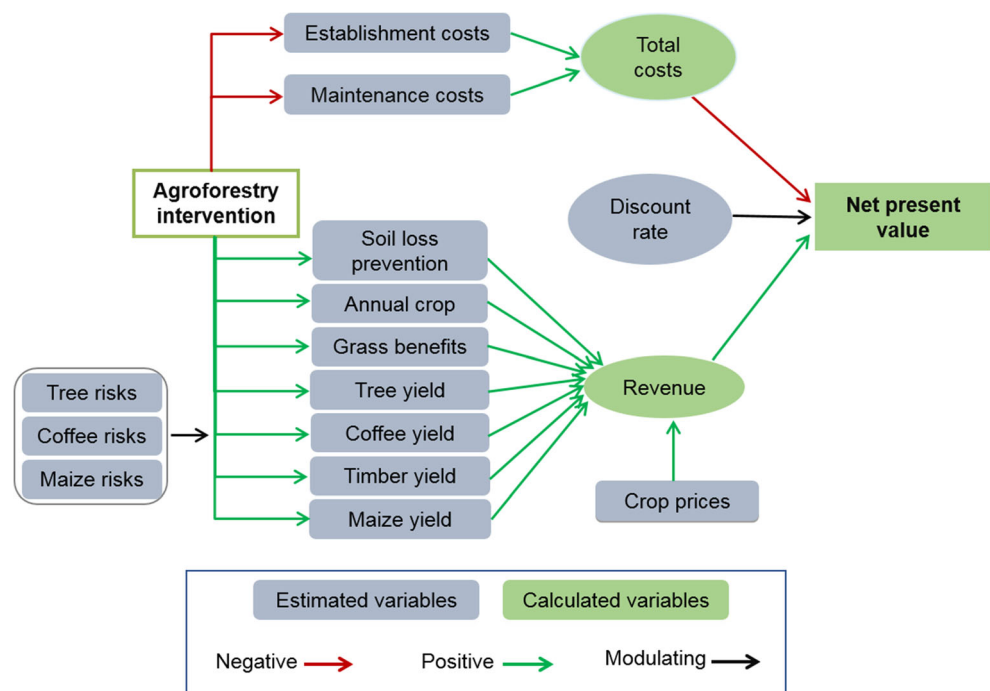 Establishment costs
Maintenance costs
Total
costs
Agroforestry
intervention
Discount
rate
Net present
value
Soil loss
prevention
Annual crop
Grass benefits
Tree yield
Coffee yield
Timber yield
Maize yield
Tree risks
Coffee risks
Maize risks
Revenue
Crop prices
Estimated variables
Calculated variables
Negative
Positive
Modulating